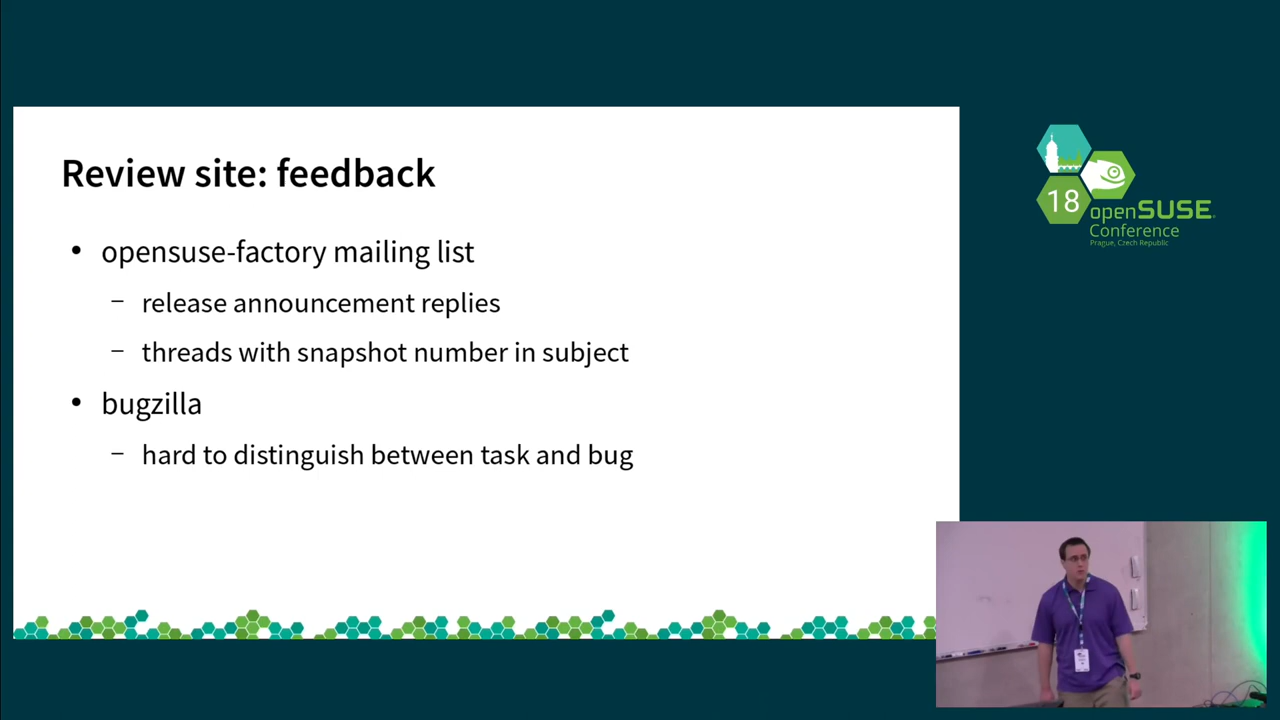 Review site: feedback
• opensuse-factory mailing list
– release announcement replies
– threads with snapshot number in subject
• bugzilla
– hard to distinguish between task and bug
18
openSUSE
Conference
Prague, Czech Republic